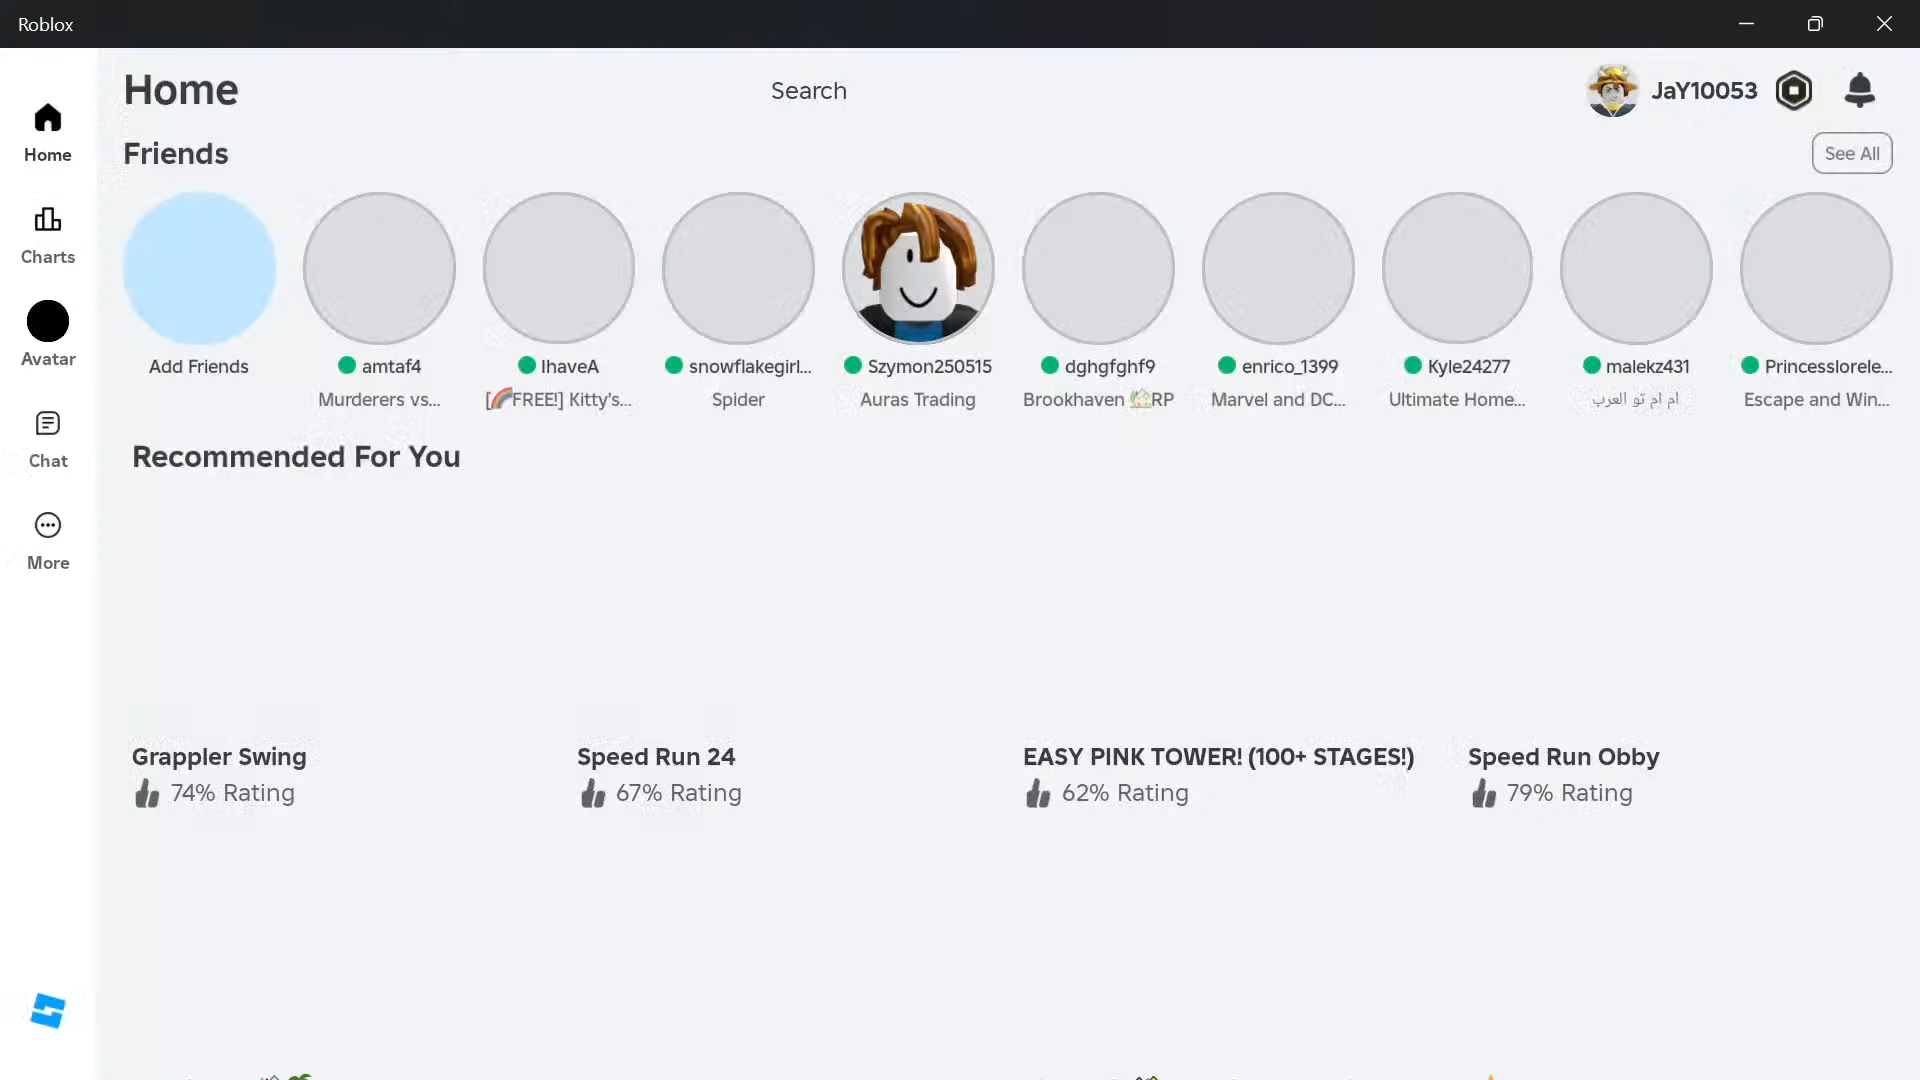 Roblox
Home
Search
JaY10053
Home
Friends
See All
Charts
Avatar
Chat
More
Add Friends
amtaf4
IhaveA
snowflakegirl...
Szymon250515
dghgfghf9
enrico_1399
Kyle24277
malekz431
Princesslorele...
Murderers vs...
[🌈FREE!] Kitty's...
Spider
Auras Trading
Brookhaven 🏡RP
Marvel and DC...
Ultimate Home...
ام ام تو العرب
Escape and Win...
Recommended For You
Grappler Swing
Speed Run 24
EASY PINK TOWER! (100+ STAGES!)
Speed Run Obby
74% Rating
67% Rating
62% Rating
79% Rating